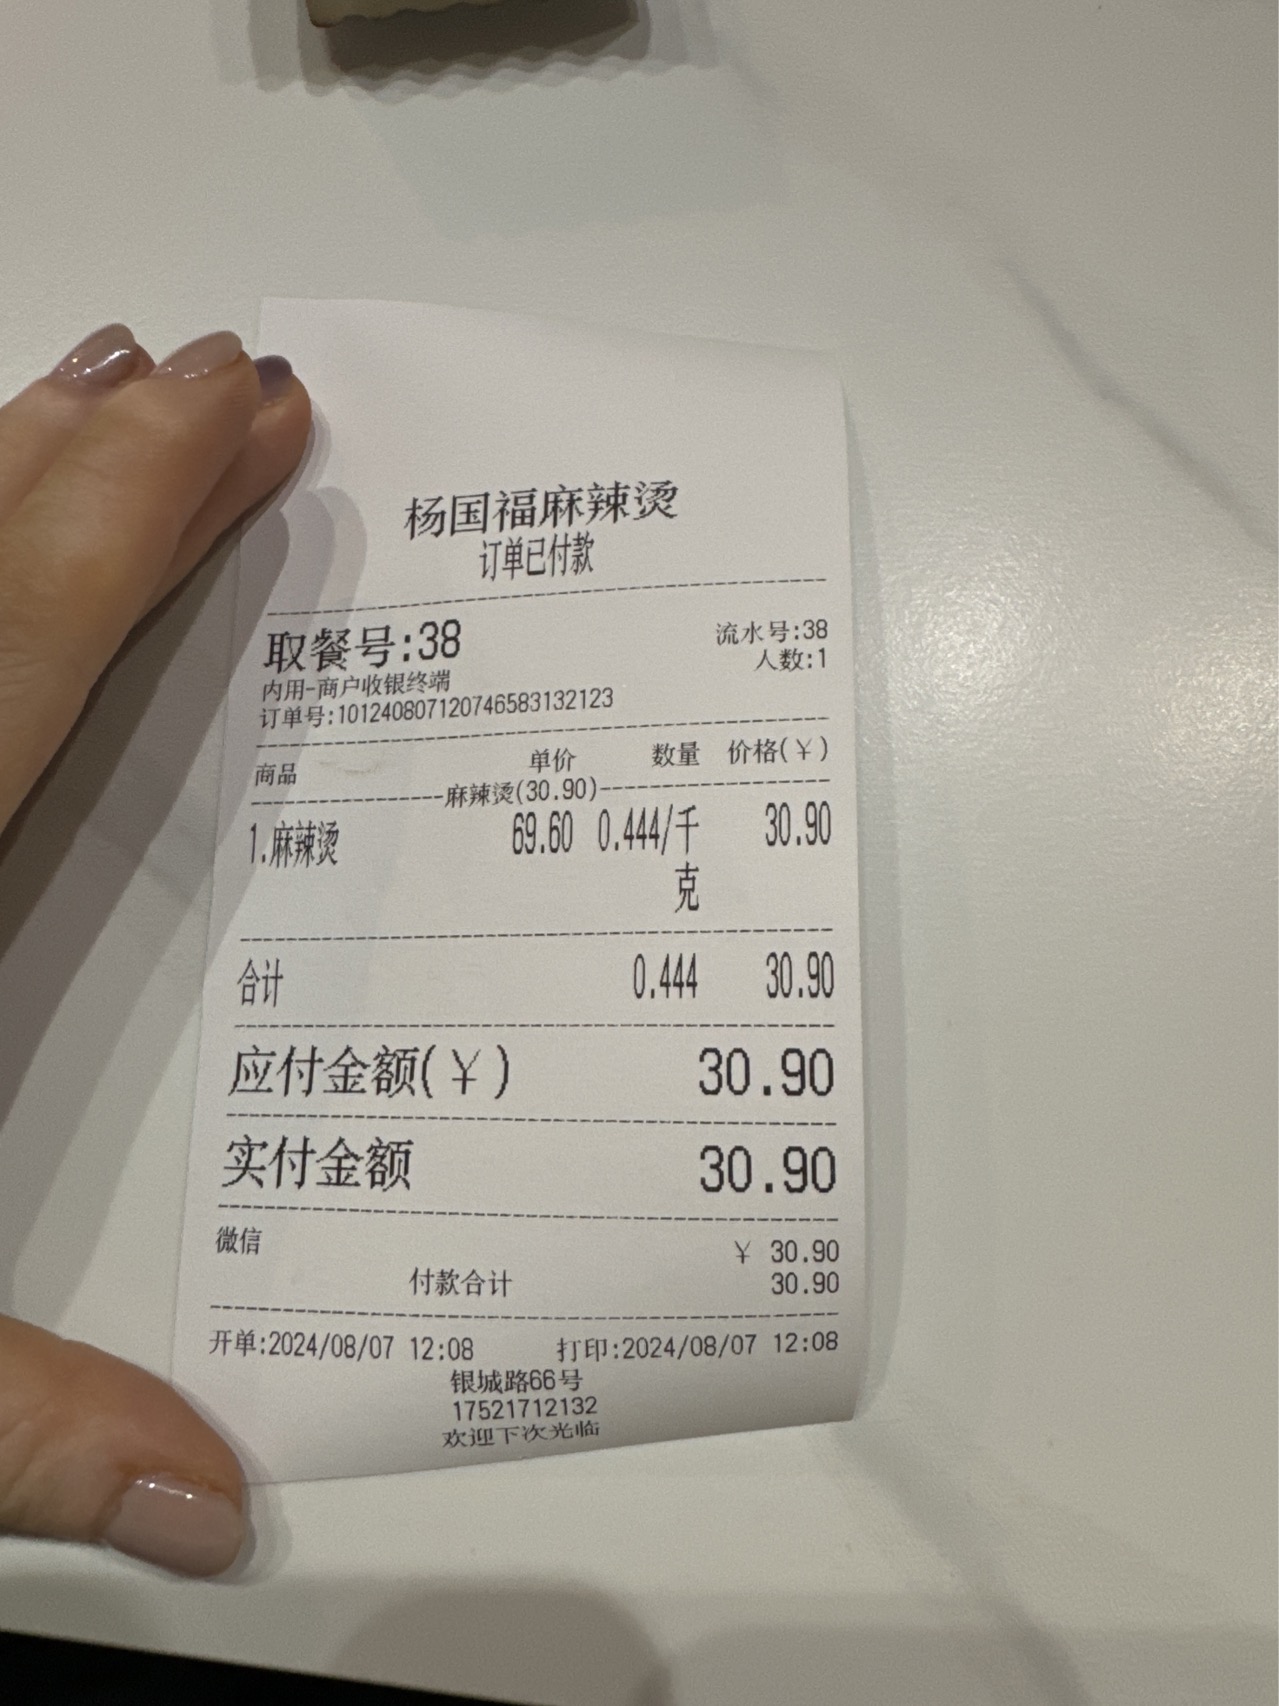 杨国福麻辣烫
订单已付款
取餐号:38 流水号:38
人数:1
内用-商户收银终端
订单号:101240807120746583132123
商品 单价 数量 价格(￥)
麻辣烫(30.90)
1.麻辣烫 69.60 0.444/千 30.90
克
合计 0.444 30.90
应付金额(￥) 30.90
实付金额 30.90
微信 ￥ 30.90
付款合计 30.90
开单:2024/08/07 12:08 打印:2024/08/07 12:08
银城路66号
17521712132
欢迎下次光临